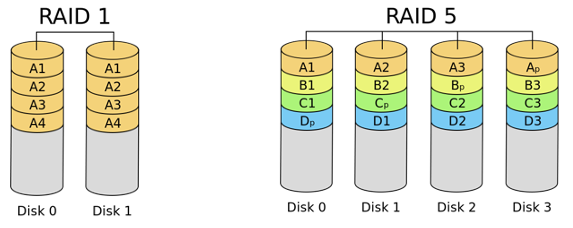 RAID 1
A1 A1
A2 A2
A3 A3
A4 A4
Disk 0 Disk 1
RAID 5
A1 A2 A3 Ap
B1 B2 Bp B3
C1 Cp C2 C3
Dp D1 D2 D3
Disk 0 Disk 1 Disk 2 Disk 3